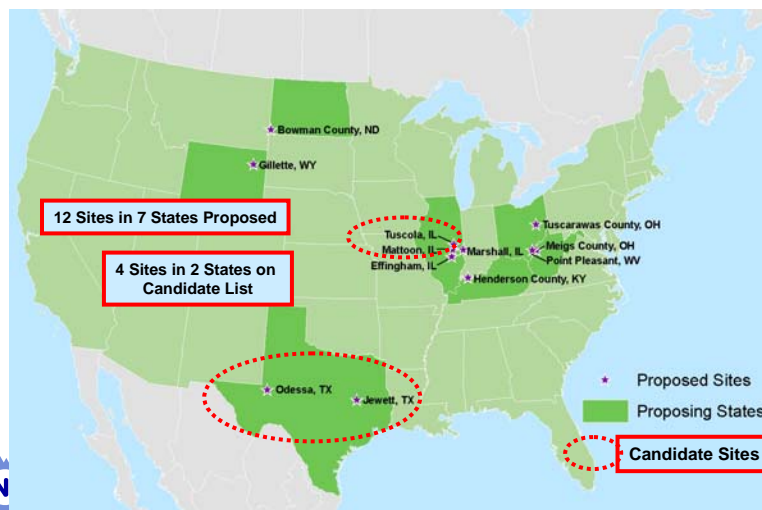 Bowman County, ND
Gillette, WY
12 Sites in 7 States Proposed
Tuscarawas County, OH
Tuscola, IL
Mattoon, IL
Marshall, IL
Meigs County, OH
Effingham, IL
Point Pleasant, WV
4 Sites in 2 States on
Candidate List
Henderson County, KY
Odessa, TX
Jewett, TX
Proposed Sites
Proposing States
Candidate Sites
N